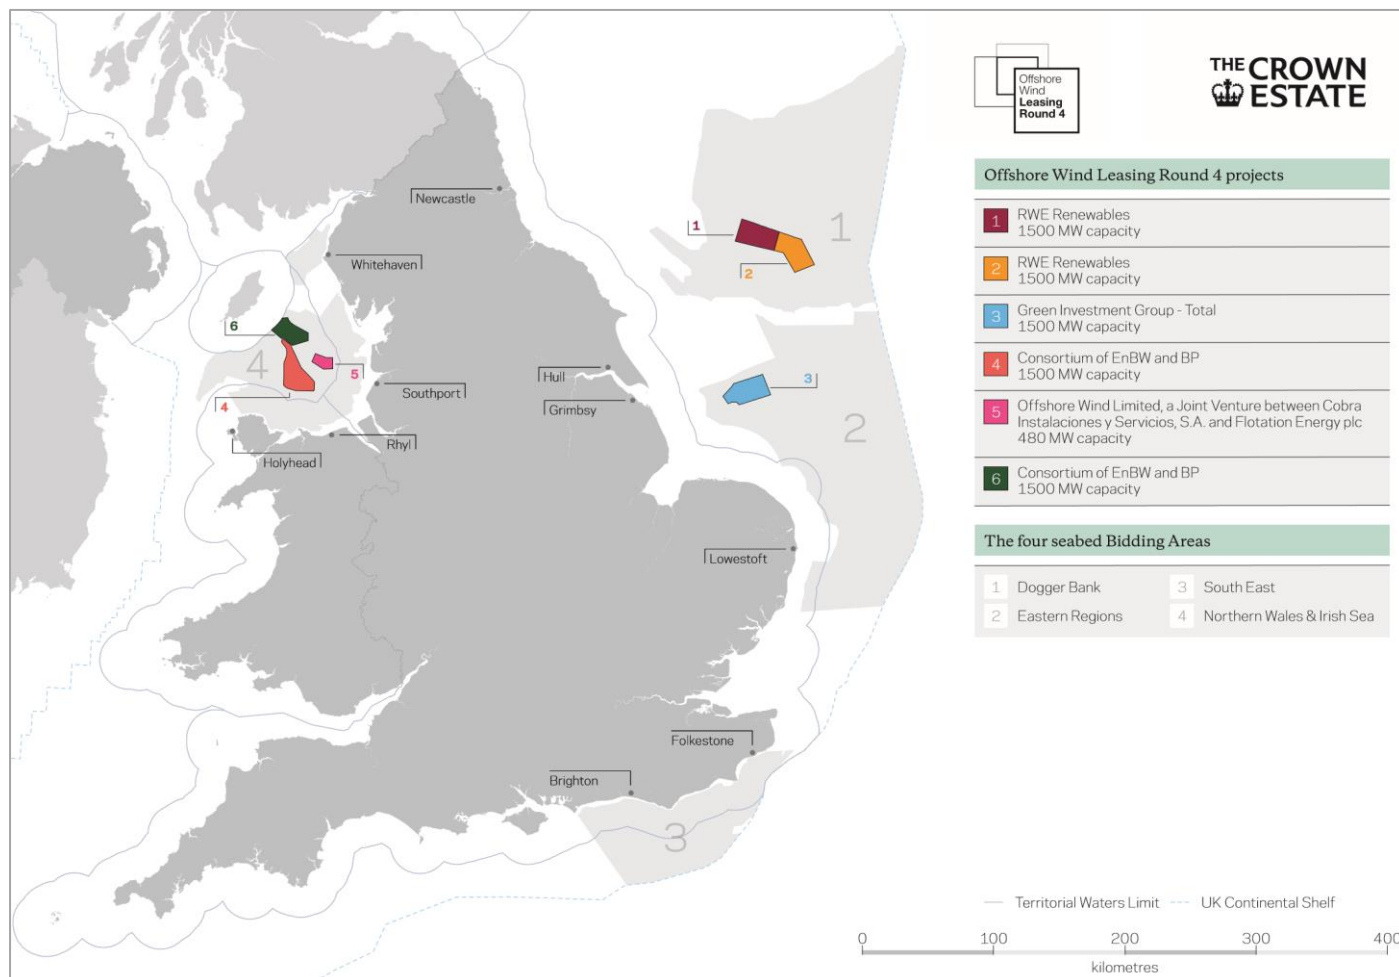 Offshore
Wind
Leasing
Round 4
THE CROWN
ESTATE
Offshore Wind Leasing Round 4 projects
1 RWE Renewables
1500 MW capacity
2 RWE Renewables
1500 MW capacity
3 Green Investment Group - Total
1500 MW capacity
4 Consortium of EnBW and BP
1500 MW capacity
5 Offshore Wind Limited, a Joint Venture between Cobra
Instalaciones y Servicios, S.A. and Flotation Energy plc
480 MW capacity
6 Consortium of EnBW and BP
1500 MW capacity
The four seabed Bidding Areas
1 Dogger Bank
3 South East
2 Eastern Regions
4 Northern Wales & Irish Sea
Newcastle
1
1
Whitehaven
2
6
4
5
Hull
3
Southport
4
Grimbsy
2
Rhyl
Holyhead
Lowestoft
Folkestone
Brighton
3
Territorial Waters Limit
UK Continental Shelf
0 100 200 300 400
kilometres